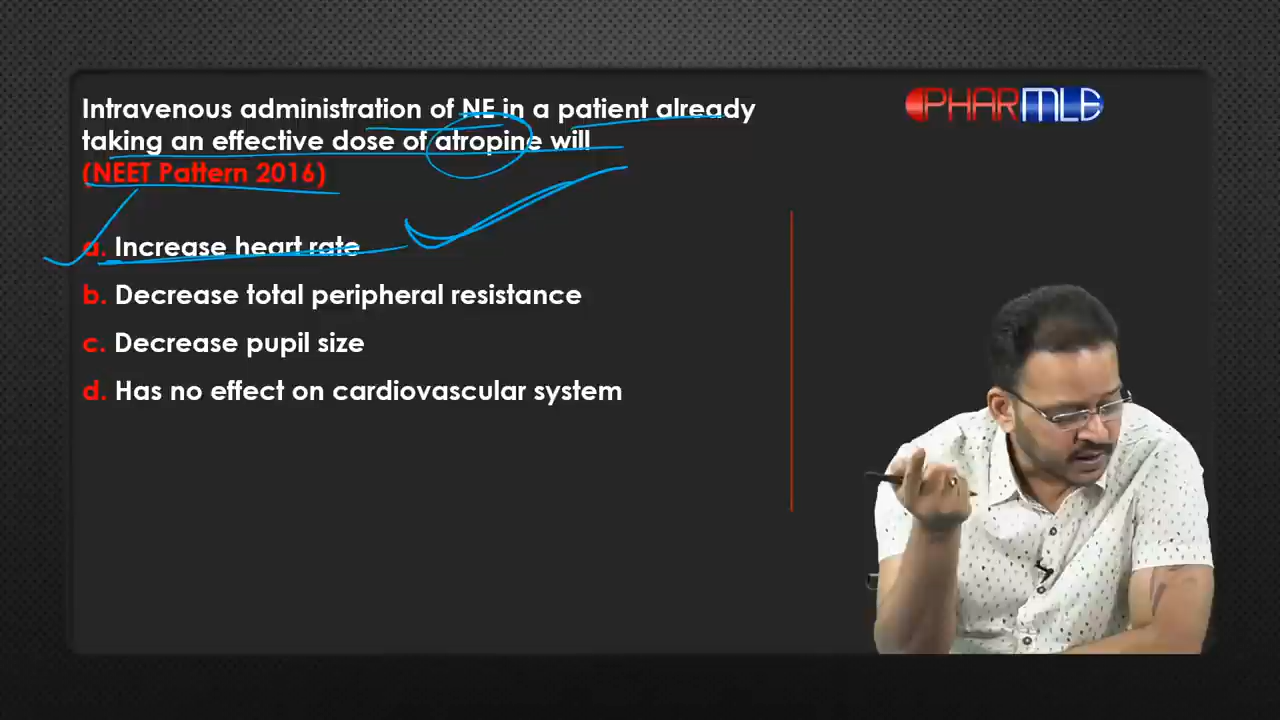 Intravenous administration of NE in a patient already
taking an effective dose of atropine will
(NEET Pattern 2016)
a. Increase heart rate
b. Decrease total peripheral resistance
c. Decrease pupil size
d. Has no effect on cardiovascular system
PHARMLE